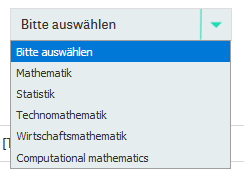 Bitte auswählen
Bitte auswählen
Mathematik
Statistik
Technomathematik
Wirtschaftsmathematik
Computational mathematics